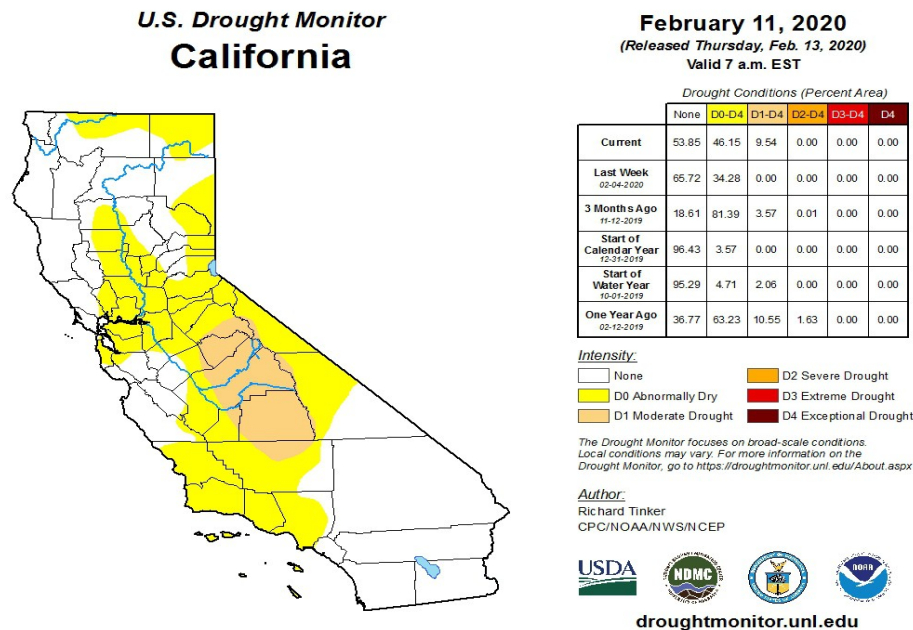 U.S. Drought Monitor
California
February 11, 2020
(Released Thursday, Feb. 13, 2020)
Valid 7 a.m. EST
Drought Conditions (Percent Area)
None D0-D4 D1-D4 D2-D4 D3-D4 D4
Current 53.85 46.15 9.54 0.00 0.00 0.00
Last Week
02-04-2020 65.72 34.28 0.00 0.00 0.00 0.00
3 Months Ago
11-12-2019 18.61 81.39 3.57 0.01 0.00 0.00
Start of
Calendar Year
12-31-2019 96.43 3.57 0.00 0.00 0.00 0.00
Start of
Water Year
10-01-2019 95.29 4.71 2.06 0.00 0.00 0.00
One Year Ago
02-12-2019 36.77 63.23 10.55 1.63 0.00 0.00
Intensity:
None
D0 Abnormally Dry
D1 Moderate Drought
D2 Severe Drought
D3 Extreme Drought
D4 Exceptional Drought
The Drought Monitor focuses on broad-scale conditions.
Local conditions may vary. For more information on the
Drought Monitor, go to https://droughtmonitor.unl.edu/About.aspx
Author:
Richard Tinker
CPC/NOAA/NWS/NCEP
USDA
NDMC
NOAA
droughtmonitor.unl.edu